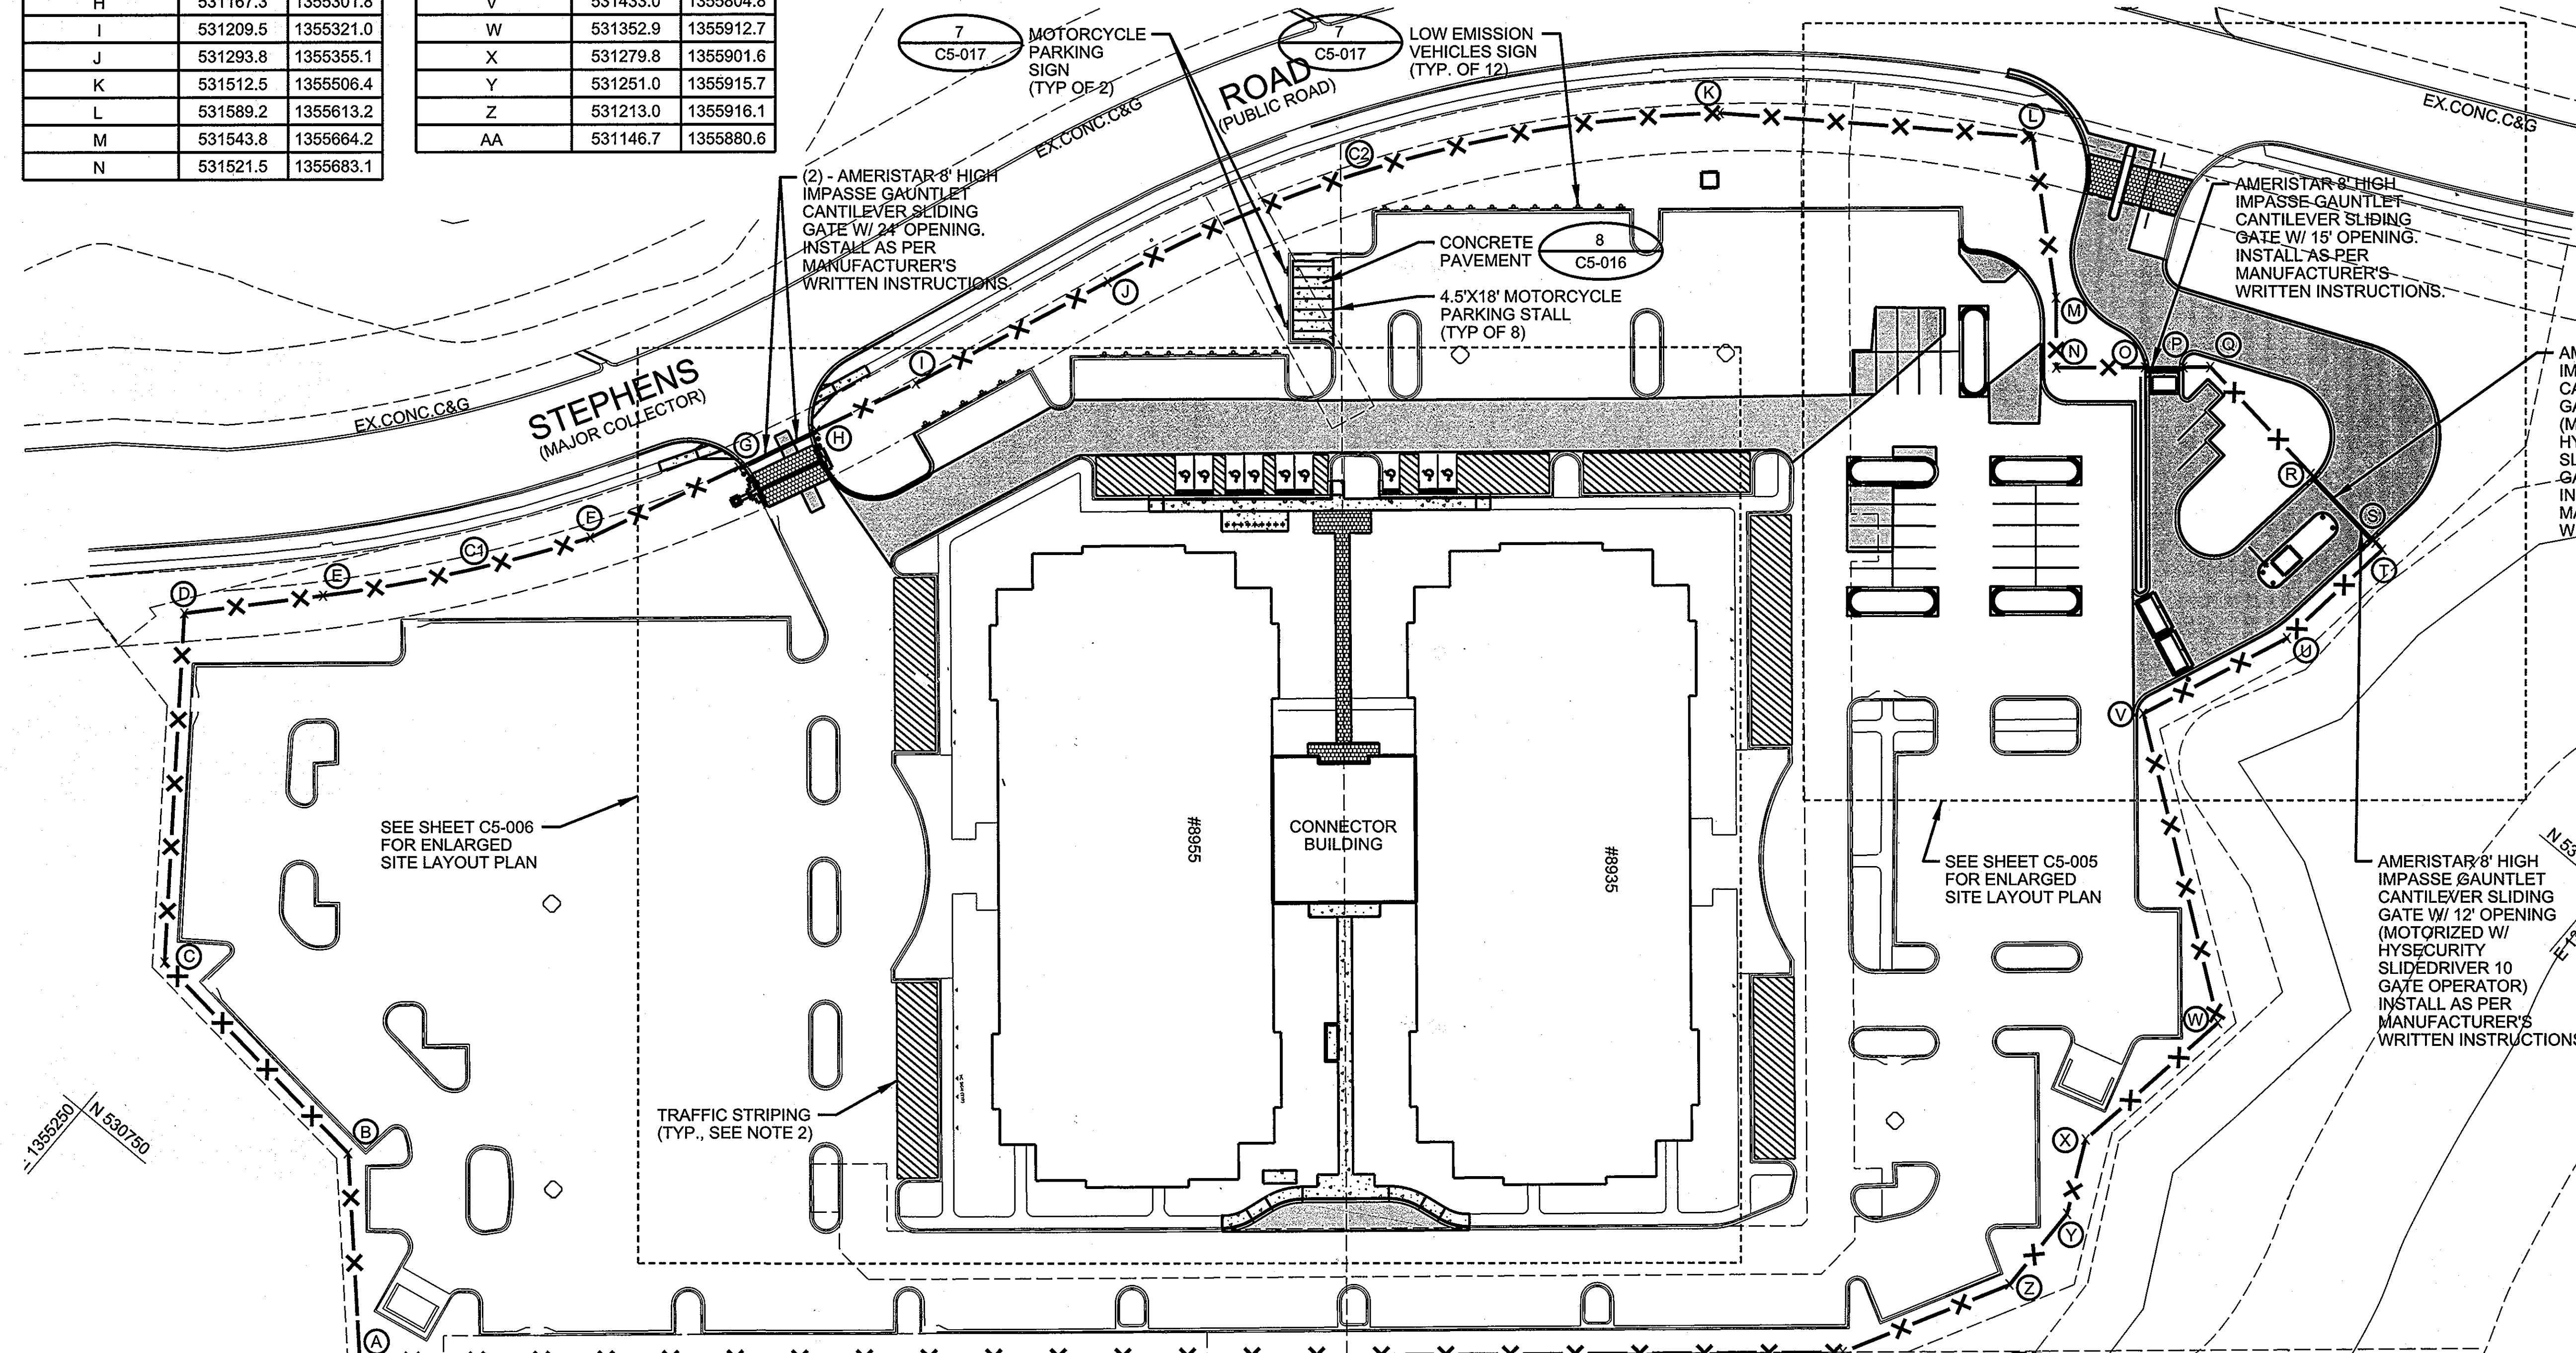 H 531167.3 1355301.8
I 531209.5 1355321.0
J 531293.8 1355355.1
K 531512.5 1355506.4
L 531589.2 1355613.2
M 531543.8 1355664.2
N 531521.5 1355683.1
V 531433.0 1355804.8
W 531352.9 1355912.7
X 531279.8 1355901.6
Y 531251.0 1355915.7
Z 531213.0 1355916.1
AA 531146.7 1355880.6
7
C5-017
MOTORCYCLE
PARKING
SIGN
(TYP OF 2)
7
C5-017
LOW EMISSION
VEHICLES SIGN
(TYP. OF 12)
ROAD
(PUBLIC ROAD)
EX.CONC.C&G
EX.CONC.C&G
(2) - AMERISTAR 8' HIGH
IMPASSE GAUNTLET
CANTILEVER SLIDING
GATE W/ 24' OPENING.
INSTALL AS PER
MANUFACTURER'S
WRITTEN INSTRUCTIONS.
AMERISTAR 8' HIGH
IMPASSE GAUNTLET
CANTILEVER SLIDING
GATE W/ 15' OPENING.
INSTALL AS PER
MANUFACTURER'S
WRITTEN INSTRUCTIONS.
CONCRETE
PAVEMENT
8
C5-016
4.5'X18' MOTORCYCLE
PARKING STALL
(TYP OF 8)
STEPHENS
(MAJOR COLLECTOR)
EX.CONC.C&G
K
L
C2
J
M
N
O
P
Q
I
H
G
R
S
T
E
C1
E
D
U
V
SEE SHEET C5-006
FOR ENLARGED
SITE LAYOUT PLAN
#8955
CONNECTOR
BUILDING
#8935
SEE SHEET C5-005
FOR ENLARGED
SITE LAYOUT PLAN
AMERISTAR 8' HIGH
IMPASSE GAUNTLET
CANTILEVER SLIDING
GATE W/ 12' OPENING
(MOTORIZED W/
HYSECURITY
SLIDEDRIVER 10
GATE OPERATOR)
INSTALL AS PER
MANUFACTURER'S
WRITTEN INSTRUCTIONS
C
W
TRAFFIC STRIPING
(TYP., SEE NOTE 2)
B
X
Y
Z
A
1355250
N 530750